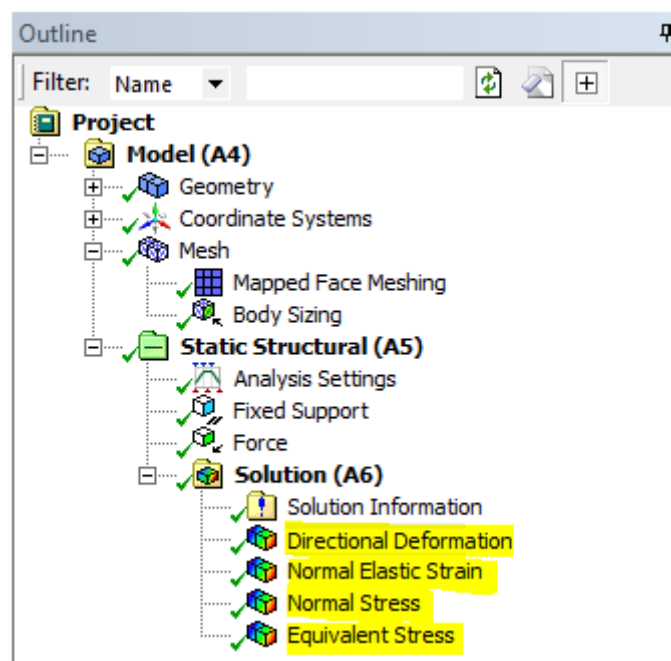 Outline
Filter: Name
Project
Model (A4)
Geometry
Coordinate Systems
Mesh
Mapped Face Meshing
Body Sizing
Static Structural (A5)
Analysis Settings
Fixed Support
Force
Solution (A6)
Solution Information
Directional Deformation
Normal Elastic Strain
Normal Stress
Equivalent Stress